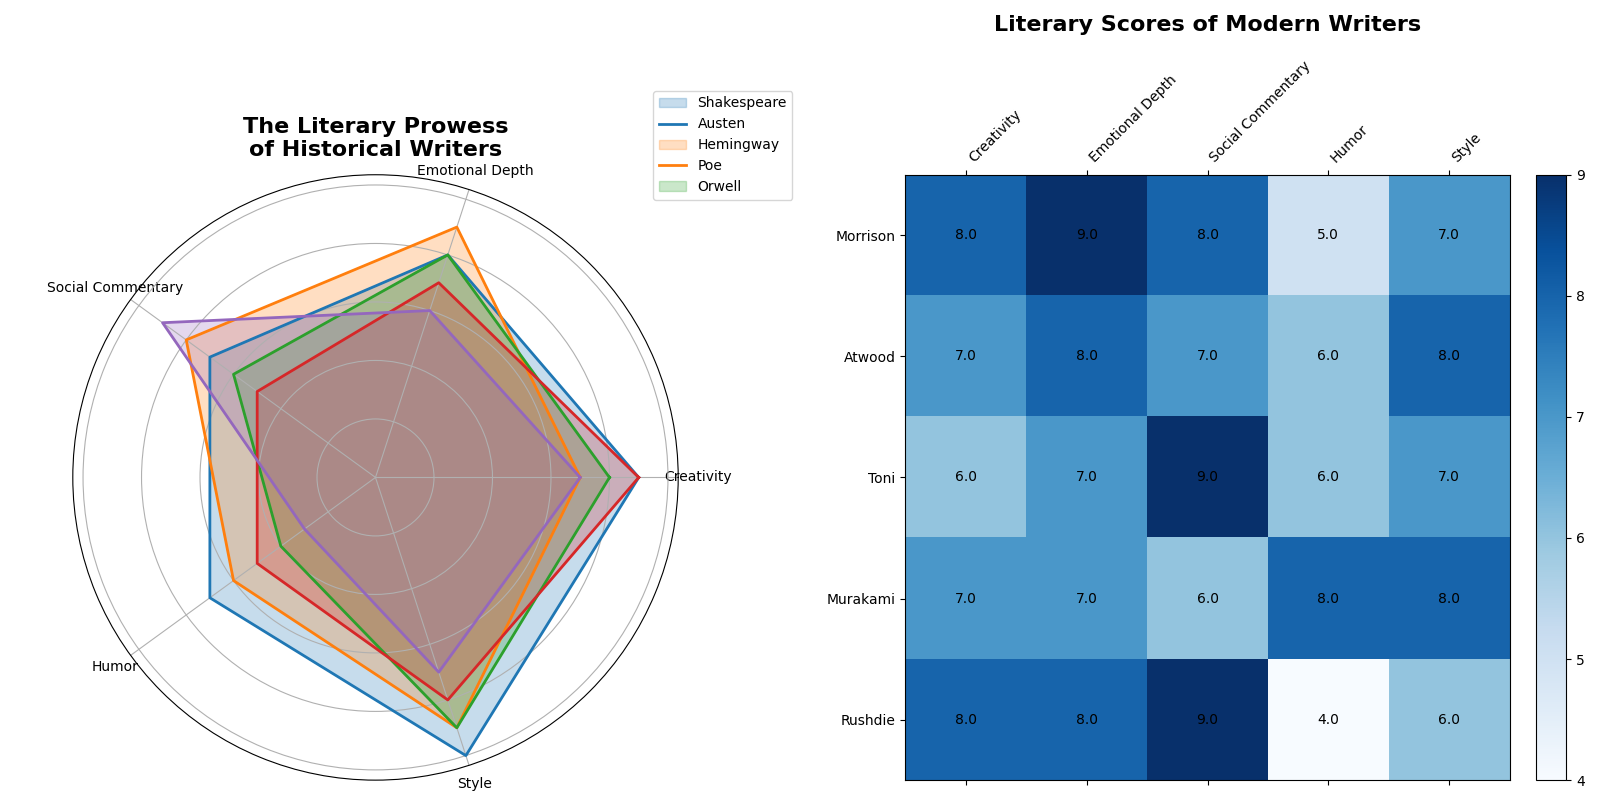 The Literary Prowess
of Historical Writers
Emotional Depth
Social Commentary
Creativity
Humor
Style
Shakespeare
Austen
Hemingway
Poe
Orwell
Literary Scores of Modern Writers
Creativity
Emotional Depth
Social Commentary
Humor
Style
Morrison 8.0 9.0 8.0 5.0 7.0
Atwood 7.0 8.0 7.0 6.0 8.0
Toni 6.0 7.0 9.0 6.0 7.0
Murakami 7.0 7.0 6.0 8.0 8.0
Rushdie 8.0 8.0 9.0 4.0 6.0
9
8
7
6
5
4